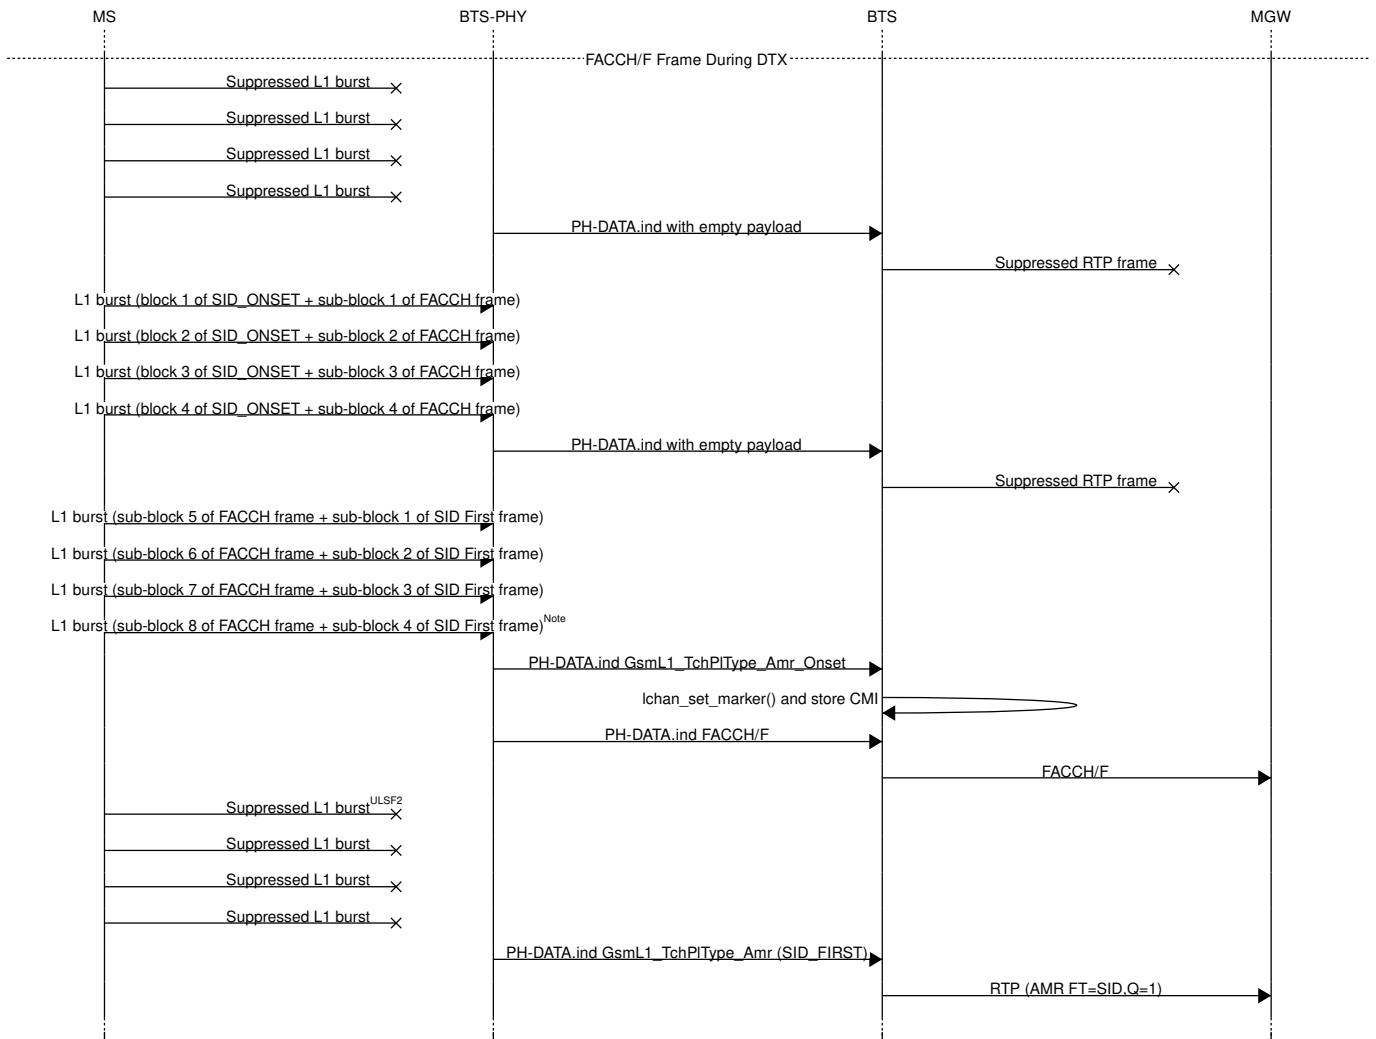 MS BTS-PHY BTS MGW
FACCH/F Frame During DTX
Suppressed L1 burst
Suppressed L1 burst
Suppressed L1 burst
Suppressed L1 burst
PH-DATA.ind with empty payload
Suppressed RTP frame
L1 burst (block 1 of SID_ONSET + sub-block 1 of FACCH frame)
L1 burst (block 2 of SID_ONSET + sub-block 2 of FACCH frame)
L1 burst (block 3 of SID_ONSET + sub-block 3 of FACCH frame)
L1 burst (block 4 of SID_ONSET + sub-block 4 of FACCH frame)
PH-DATA.ind with empty payload
Suppressed RTP frame
L1 burst (sub-block 5 of FACCH frame + sub-block 1 of SID First frame)
L1 burst (sub-block 6 of FACCH frame + sub-block 2 of SID First frame)
L1 burst (sub-block 7 of FACCH frame + sub-block 3 of SID First frame)
L1 burst (sub-block 8 of FACCH frame + sub-block 4 of SID First frame)Note
PH-DATA.ind GsmL1_TchPlType_Amr_Onset
lchan_set_marker() and store CMI
PH-DATA.ind FACCH/F
FACCH/F
Suppressed L1 burstULSF2
Suppressed L1 burst
Suppressed L1 burst
Suppressed L1 burst
PH-DATA.ind GsmL1_TchPlType_Amr (SID_FIRST)
RTP (AMR FT=SID,Q=1)